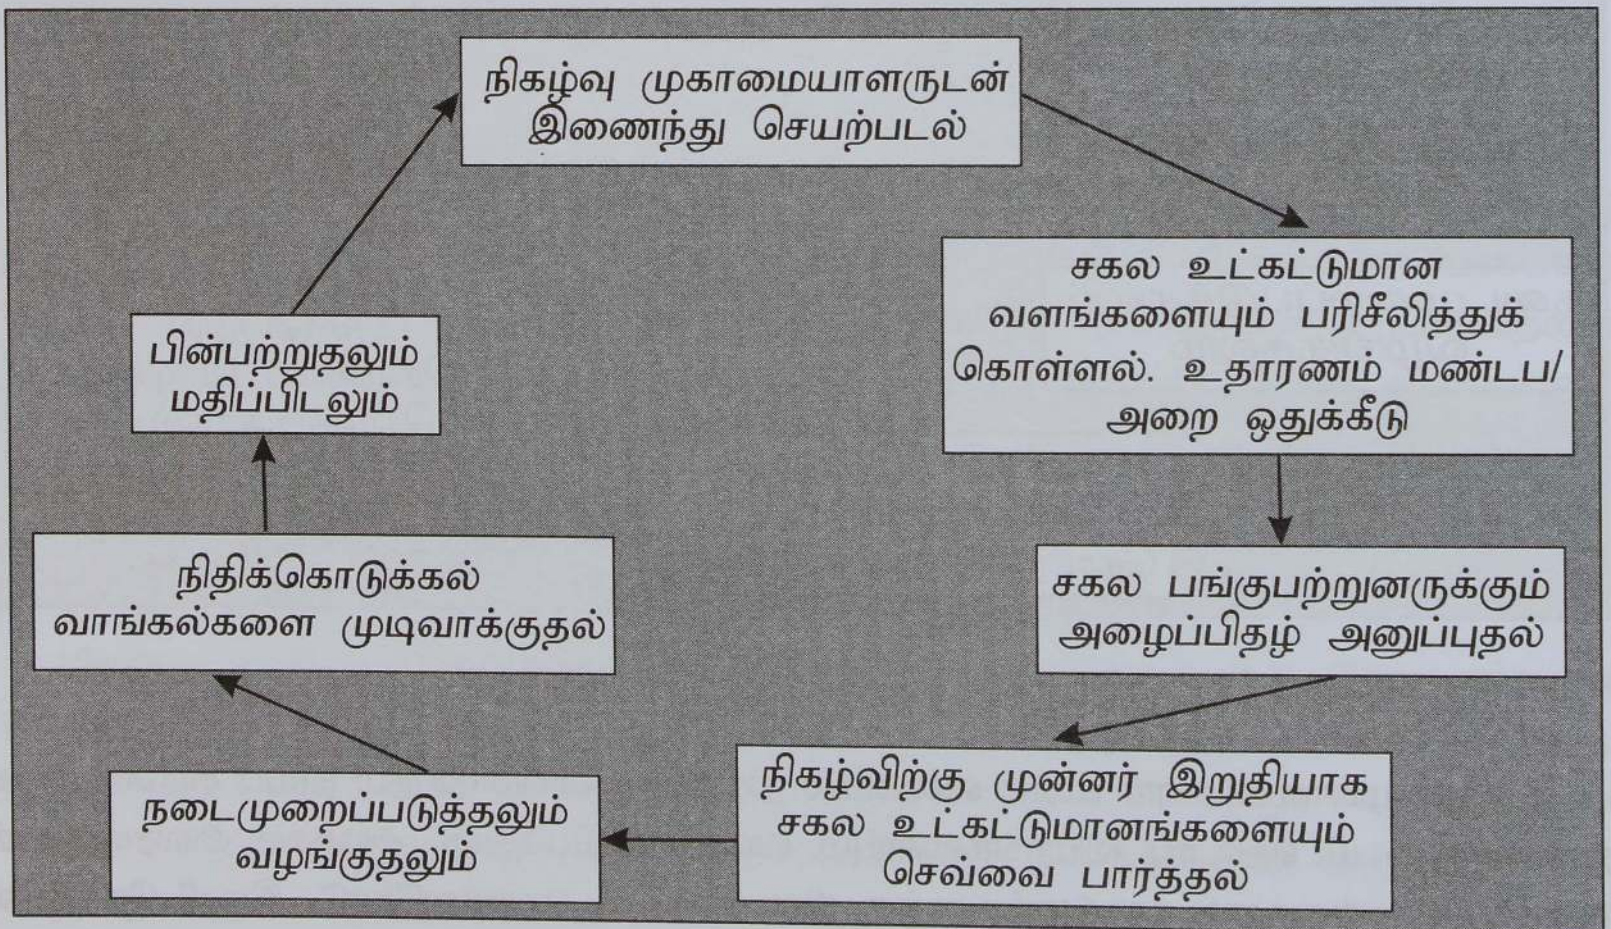 நிகழ்வு முகாமையாளருடன்
இணைந்து செயற்படல்
சகல உட்கட்டுமான
வளங்களையும் பரிசீலித்துக்
கொள்ளல். உதாரணம் மண்டப/
அறை ஒதுக்கீடு
சகல பங்குபற்றுனருக்கும்
அழைப்பிதழ் அனுப்புதல்
நிகழ்விற்கு முன்னர் இறுதியாக
சகல உட்கட்டுமானங்களையும்
செவ்வை பார்த்தல்
நடைமுறைப்படுத்தலும்
வழங்குதலும்
நிதிக்கொடுக்கல்
வாங்கல்களை முடிவாக்குதல்
பின்பற்றுதலும்
மதிப்பிடலும்